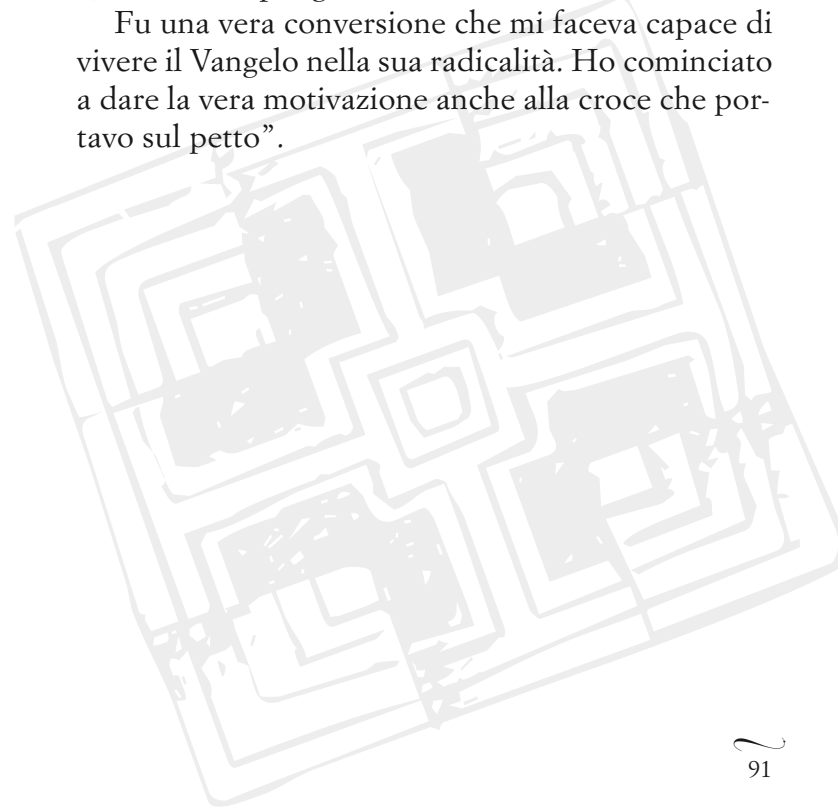 Fu una vera conversione che mi faceva capace di
vivere il Vangelo nella sua radicalità. Ho cominciato
a dare la vera motivazione anche alla croce che por-
tavo sul petto”.
91